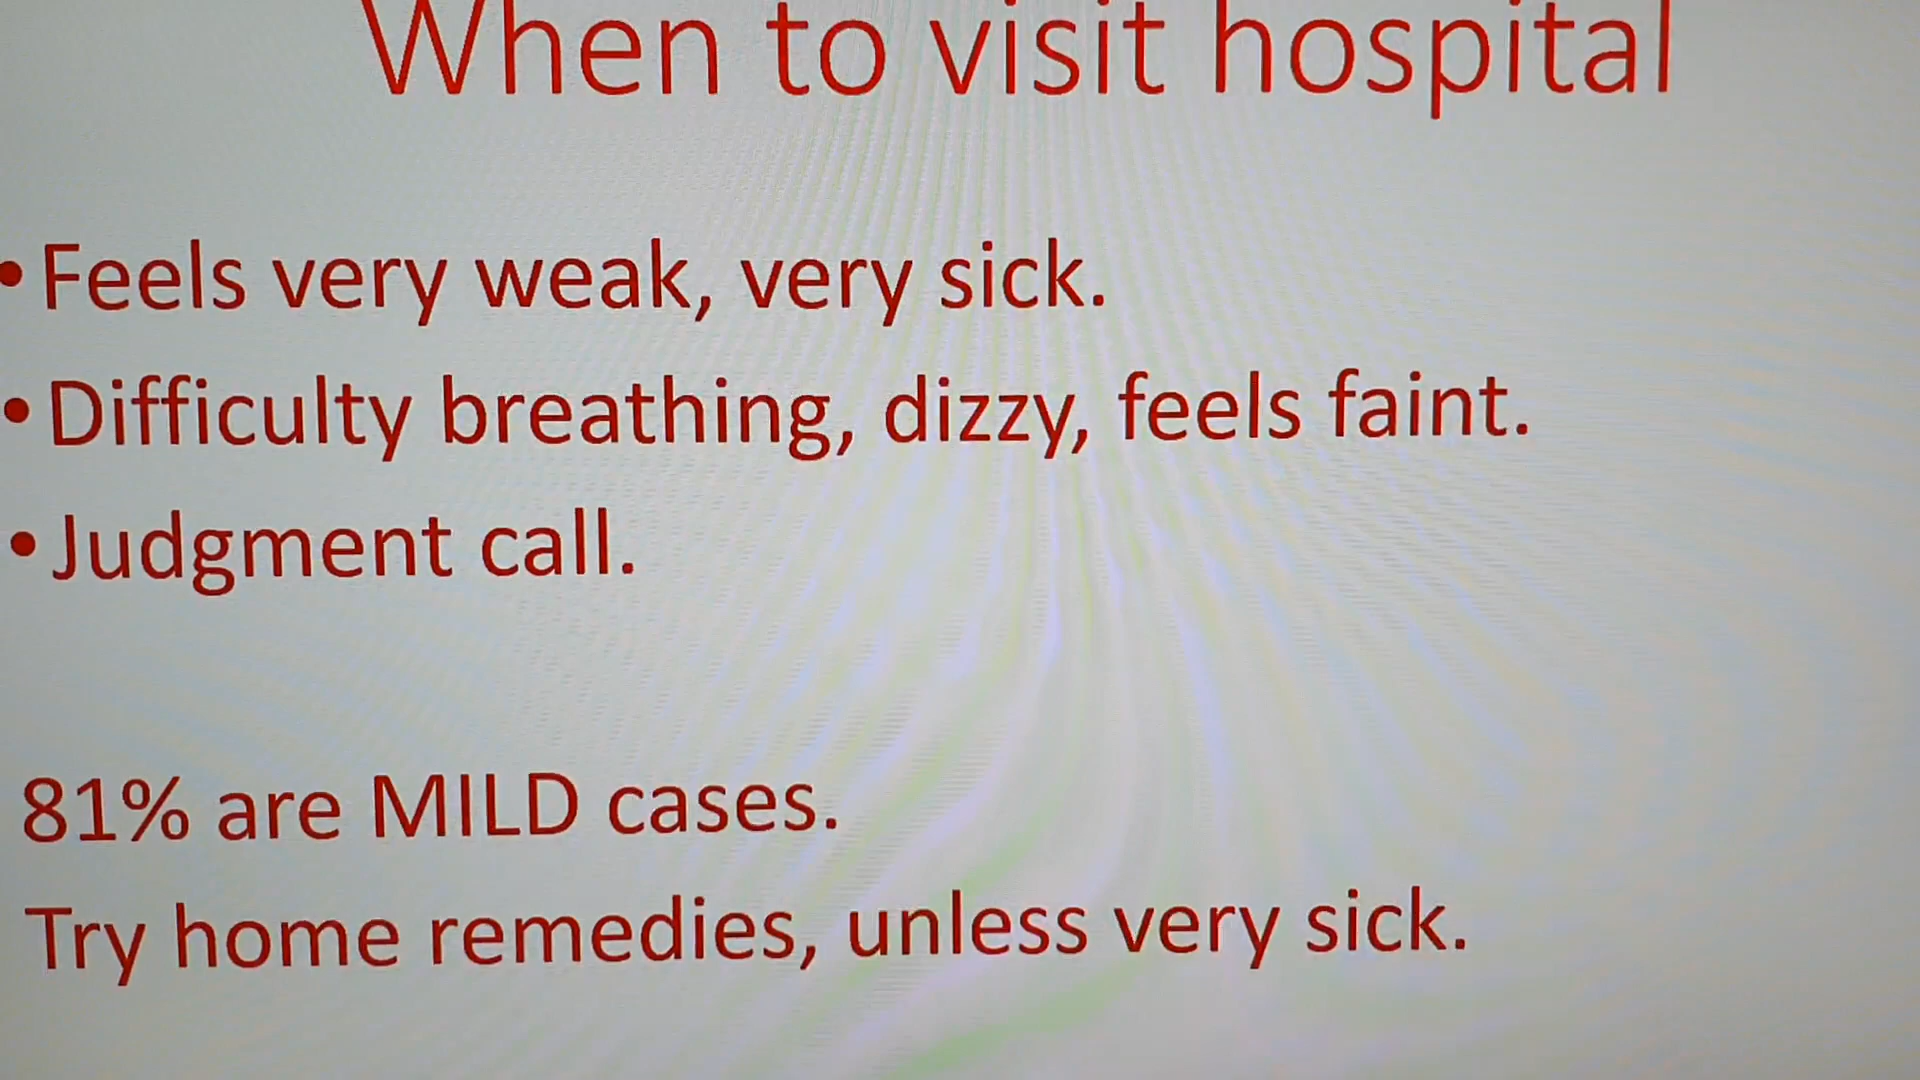 When to visit hospital
• Feels very weak, very sick.
• Difficulty breathing, dizzy, feels faint.
• Judgment call.
81% are MILD cases.
Try home remedies, unless very sick.